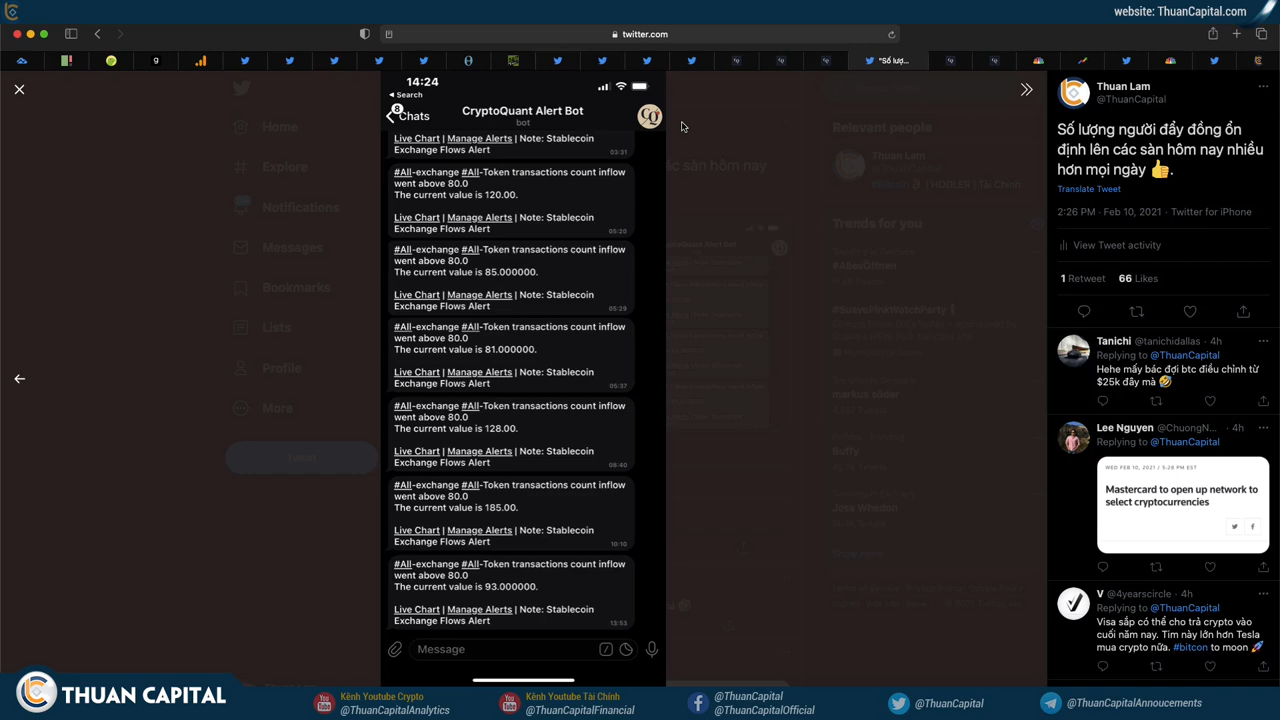 website: ThuanCapital.com
twitter.com
"Số lượ...
14:24
Search
8
Chats
CryptoQuant Alert Bot
bot
Live Chart | Manage Alerts | Note: Stablecoin
Exchange Flows Alert
03:31
#All-exchange #All-Token transactions count inflow
went above 80.0
The current value is 120.00.
Live Chart | Manage Alerts | Note: Stablecoin
Exchange Flows Alert
05:20
#All-exchange #All-Token transactions count inflow
went above 80.0
The current value is 85.000000.
Live Chart | Manage Alerts | Note: Stablecoin
Exchange Flows Alert
05:29
#All-exchange #All-Token transactions count inflow
went above 80.0
The current value is 81.000000.
Live Chart | Manage Alerts | Note: Stablecoin
Exchange Flows Alert
05:37
#All-exchange #All-Token transactions count inflow
went above 80.0
The current value is 128.00.
Live Chart | Manage Alerts | Note: Stablecoin
Exchange Flows Alert
08:40
#All-exchange #All-Token transactions count inflow
went above 80.0
The current value is 185.00.
Live Chart | Manage Alerts | Note: Stablecoin
Exchange Flows Alert
10:10
#All-exchange #All-Token transactions count inflow
went above 80.0
The current value is 93.000000.
Live Chart | Manage Alerts | Note: Stablecoin
Exchange Flows Alert
13:53
Message
Home
Explore
Notifications
Messages
Bookmarks
Lists
Profile
More
Tweet
Relevant people
Thuan Lam
Trends for you
markus söder
Buffy
Joss Whedon
Show more
Thuan Lam
@ThuanCapital
Số lượng người đẩy đồng ổn
định lên các sàn hôm nay nhiều
hơn mọi ngày 👍.
Translate Tweet
2:26 PM · Feb 10, 2021 · Twitter for iPhone
View Tweet activity
1 Retweet 66 Likes
Tanichi @tanichidallas · 4h
Replying to @ThuanCapital
Hehe mấy bác đợi btc điều chỉnh từ
$25k đây mà 🤣
Lee Nguyen @ChuongN... · 4h
Replying to @ThuanCapital
WED FEB 10, 2021 / 5:28 PM EST
Mastercard to open up network to
select cryptocurrencies
V @4yearscircle · 4h
Replying to @ThuanCapital
Visa sắp có thể cho trả crypto vào
cuối năm nay. Tim này lớn hơn Tesla
mua crypto nữa. #bitcon to moon 🚀
THUAN CAPITAL
Kênh Youtube Crypto
@ThuanCapitalAnalytics
Kênh Youtube Tài Chính
@ThuanCapitalFinancial
@ThuanCapital
@ThuanCapitalOfficial
@ThuanCapital
@ThuanCapitalAnnoucements